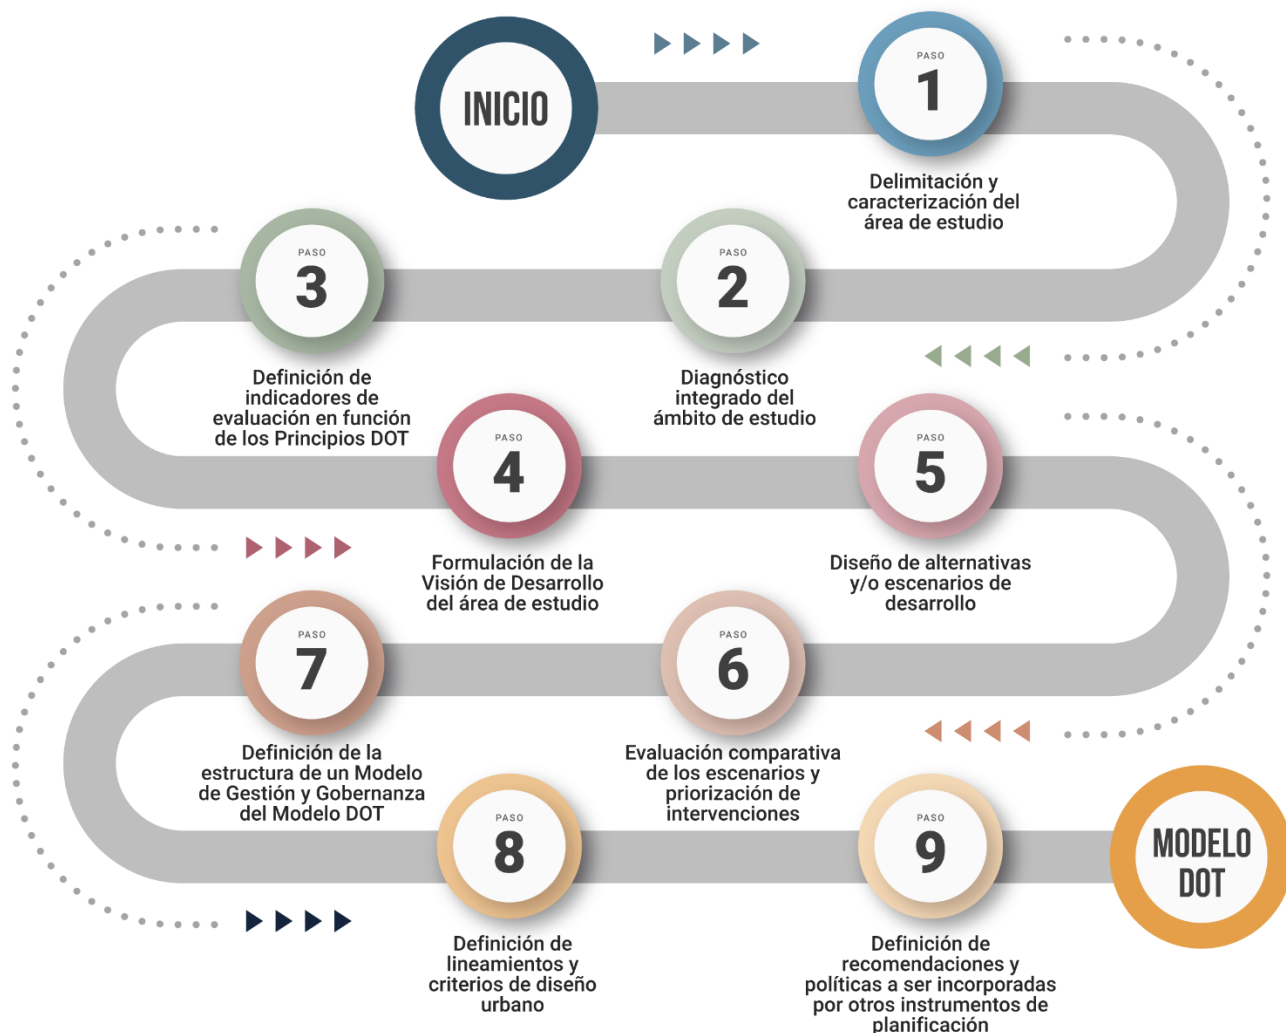 INICIO
PASO
1
Delimitación y
caracterización del
área de estudio
PASO
2
Diagnóstico
integrado del
ámbito de estudio
PASO
3
Definición de
indicadores de
evaluación en función
de los Principios DOT
PASO
4
Formulación de la
Visión de Desarrollo
del área de estudio
PASO
5
Diseño de alternativas
y/o escenarios de
desarrollo
PASO
6
Evaluación comparativa
de los escenarios y
priorización de
intervenciones
PASO
7
Definición de la
estructura de un Modelo
de Gestión y Gobernanza
del Modelo DOT
PASO
8
Definición de
lineamientos y
criterios de diseño
urbano
PASO
9
Definición de
recomendaciones y
políticas a ser incorporadas
por otros instrumentos de
planificación
MODELO
DOT